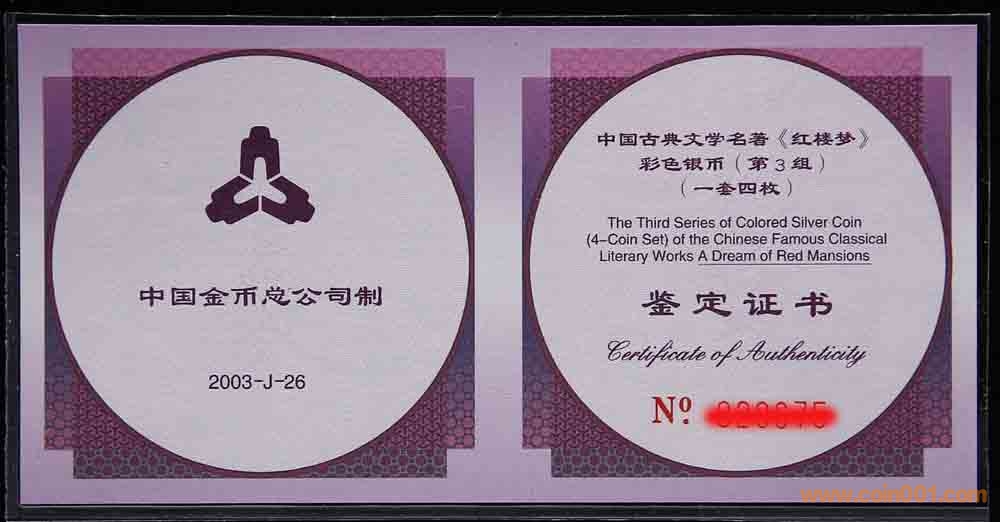 中国金币总公司制
2003-J-26
中国古典文学名著《红楼梦》
彩色银币（第3组）
（一套四枚）
The Third Series of Colored Silver Coin
(4-Coin Set) of the Chinese Famous Classical
Literary Works A Dream of Red Mansions
鉴定证书
Certificate of Authenticity
Nº.
www.coin001.com